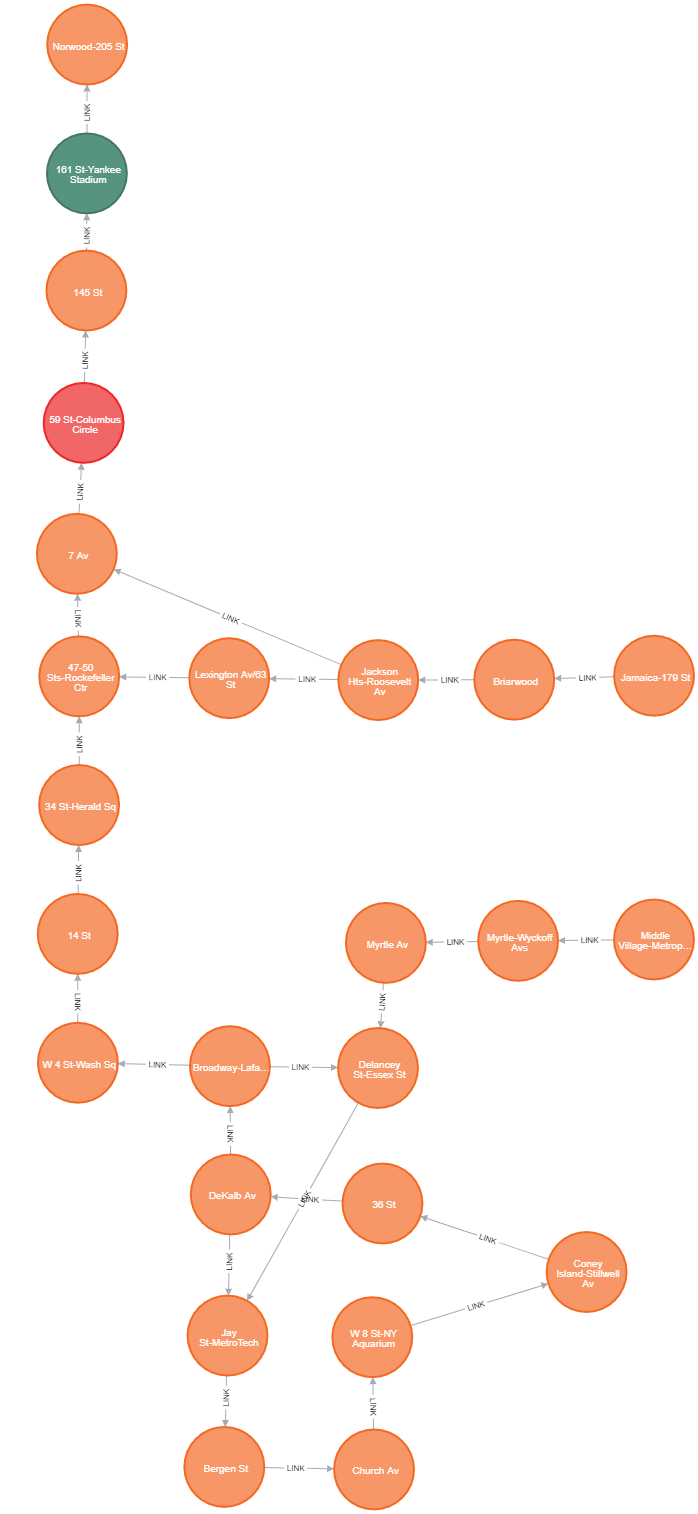 Norwood-205 St
LINK
161 St-Yankee
Stadium
LINK
145 St
LINK
59 St-Columbus
Circle
LINK
7 Av
LINK
LINK
47-50
Sts-Rockefeller
Ctr
LINK
Lexington Av/63
St
LINK
Jackson
Hts-Roosevelt
Av
LINK
Briarwood
LINK
Jamaica-179 St
LINK
34 St-Herald Sq
LINK
14 St
Myrtle Av
LINK
Myrtle-Wyckoff
Avs
LINK
Middle
Village-Metrop...
LINK
LINK
W 4 St-Wash Sq
LINK
Broadway-Lafa...
LINK
Delancey
St-Essex St
LINK
DeKalb Av
LINK
LINK
36 St
LINK
Coney
Island-Stillwell
Av
LINK
LINK
Jay
St-MetroTech
W 8 St-NY
Aquarium
LINK
LINK
Bergen St
LINK
Church Av